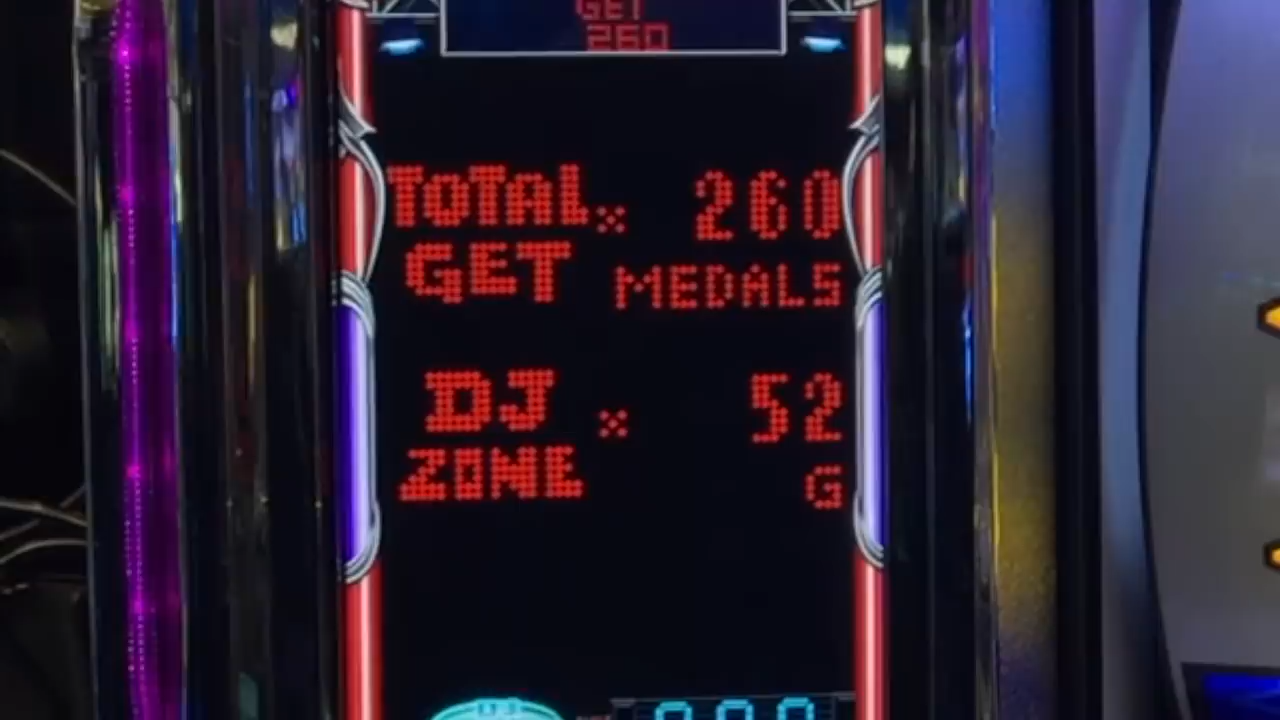 GET
260
TOTAL × 260
GET MEDALS
DJ × 52
ZONE G